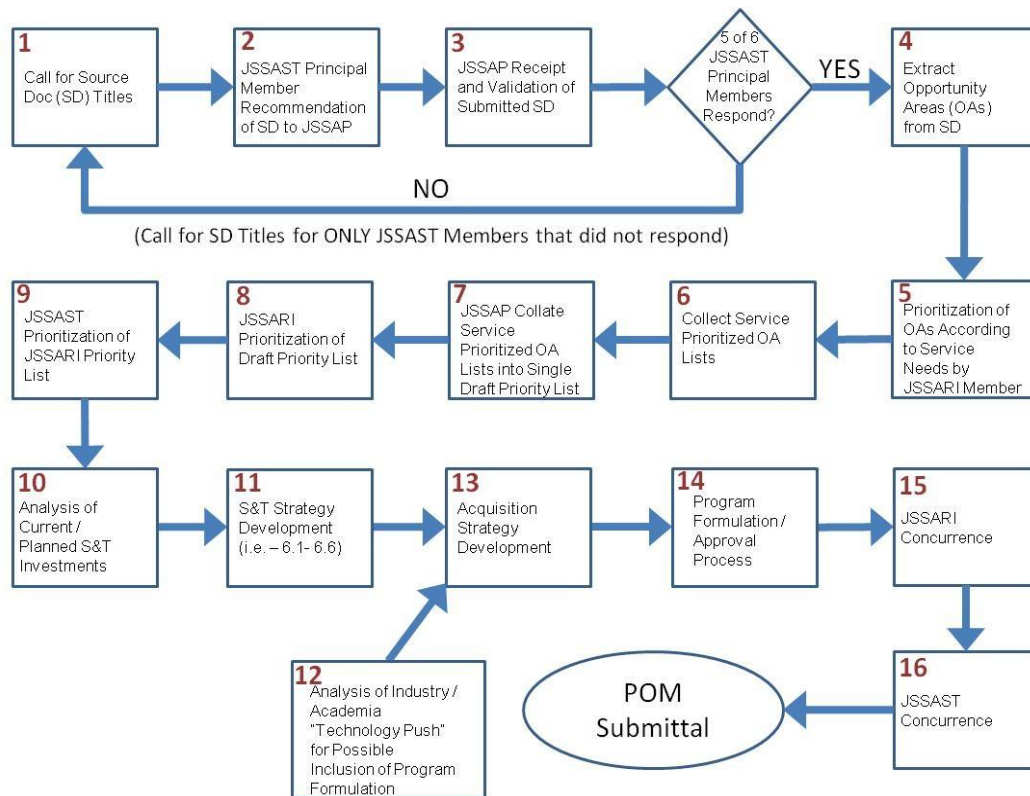 1
Call for Source
Doc (SD) Titles
2
JSSAST Principal
Member
Recommendation
of SD to JSSAP
3
JSSAP Receipt
and Validation of
Submitted SD
5 of 6
JSSAST
Principal
Members
Respond?
YES
4
Extract
Opportunity
Areas (OAs)
from SD
NO
(Call for SD Titles for ONLY JSSAST Members that did not respond)
9
JSSAST
Prioritization of
JSSARI Priority
List
8
JSSARI
Prioritization of
Draft Priority List
7
JSSAP Collate
Service
Prioritized OA
Lists into Single
Draft Priority List
6
Collect Service
Prioritized OA
Lists
5
Prioritization of
OAs According
to Service
Needs by
JSSARI Member
10
Analysis of
Current /
Planned S&T
Investments
11
S&T Strategy
Development
(i.e. – 6.1- 6.6)
13
Acquisition
Strategy
Development
14
Program
Formulation /
Approval
Process
15
JSSARI
Concurrence
12
Analysis of Industry /
Academia
"Technology Push"
for Possible
Inclusion of Program
Formulation
POM
Submittal
16
JSSAST
Concurrence